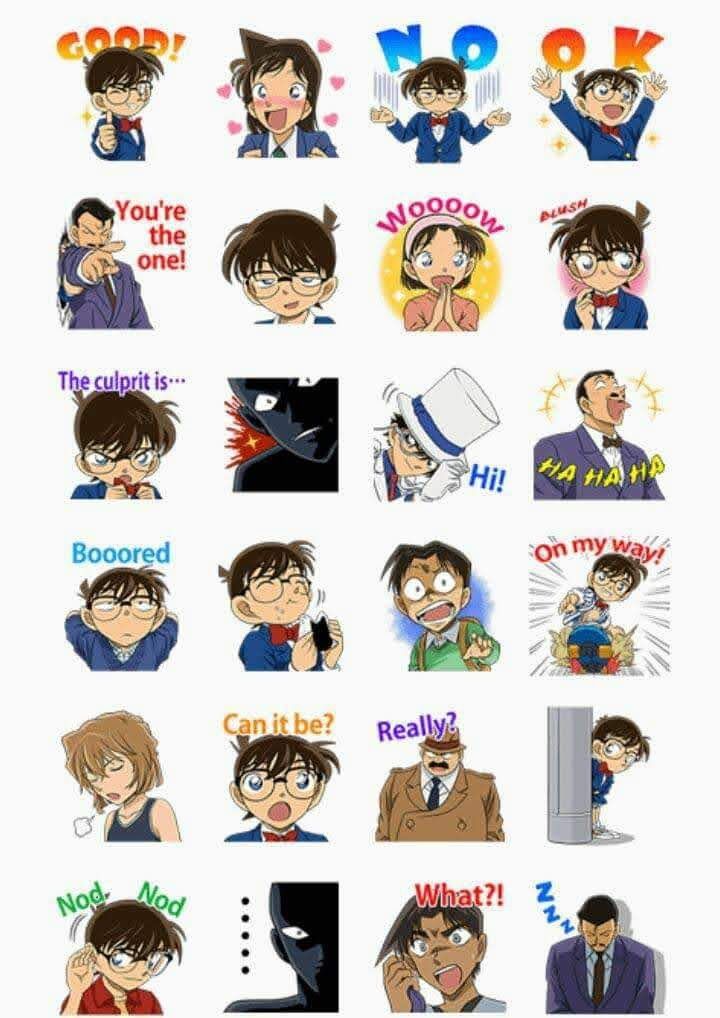 GOOD!
NO
OK
You're
the
one!
Woooow
BLUSH
The culprit is…
Hi!
HA HA HA
Booored
On my way!
Can it be?
Really?
Nod Nod
What?!
Z
Z
Z